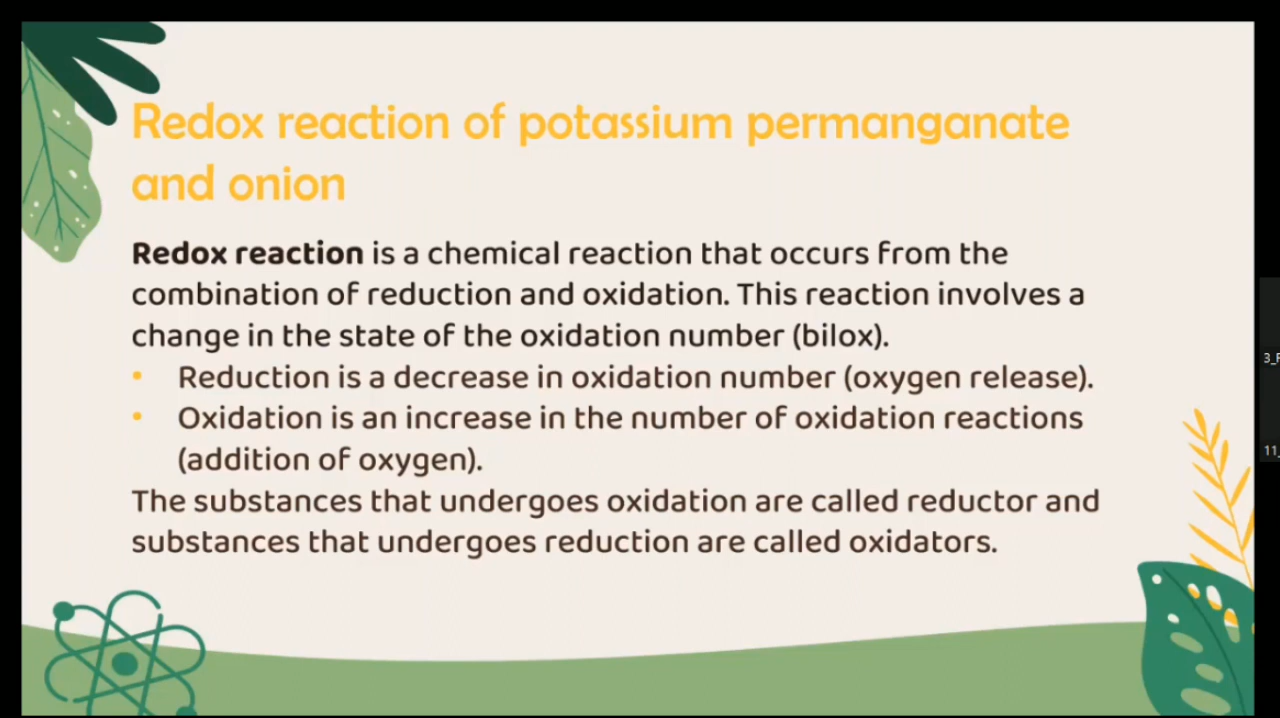 Redox reaction of potassium permanganate
and onion
Redox reaction is a chemical reaction that occurs from the
combination of reduction and oxidation. This reaction involves a
change in the state of the oxidation number (bilox).
• Reduction is a decrease in oxidation number (oxygen release).
• Oxidation is an increase in the number of oxidation reactions
(addition of oxygen).
The substances that undergoes oxidation are called reductor and
substances that undergoes reduction are called oxidators.